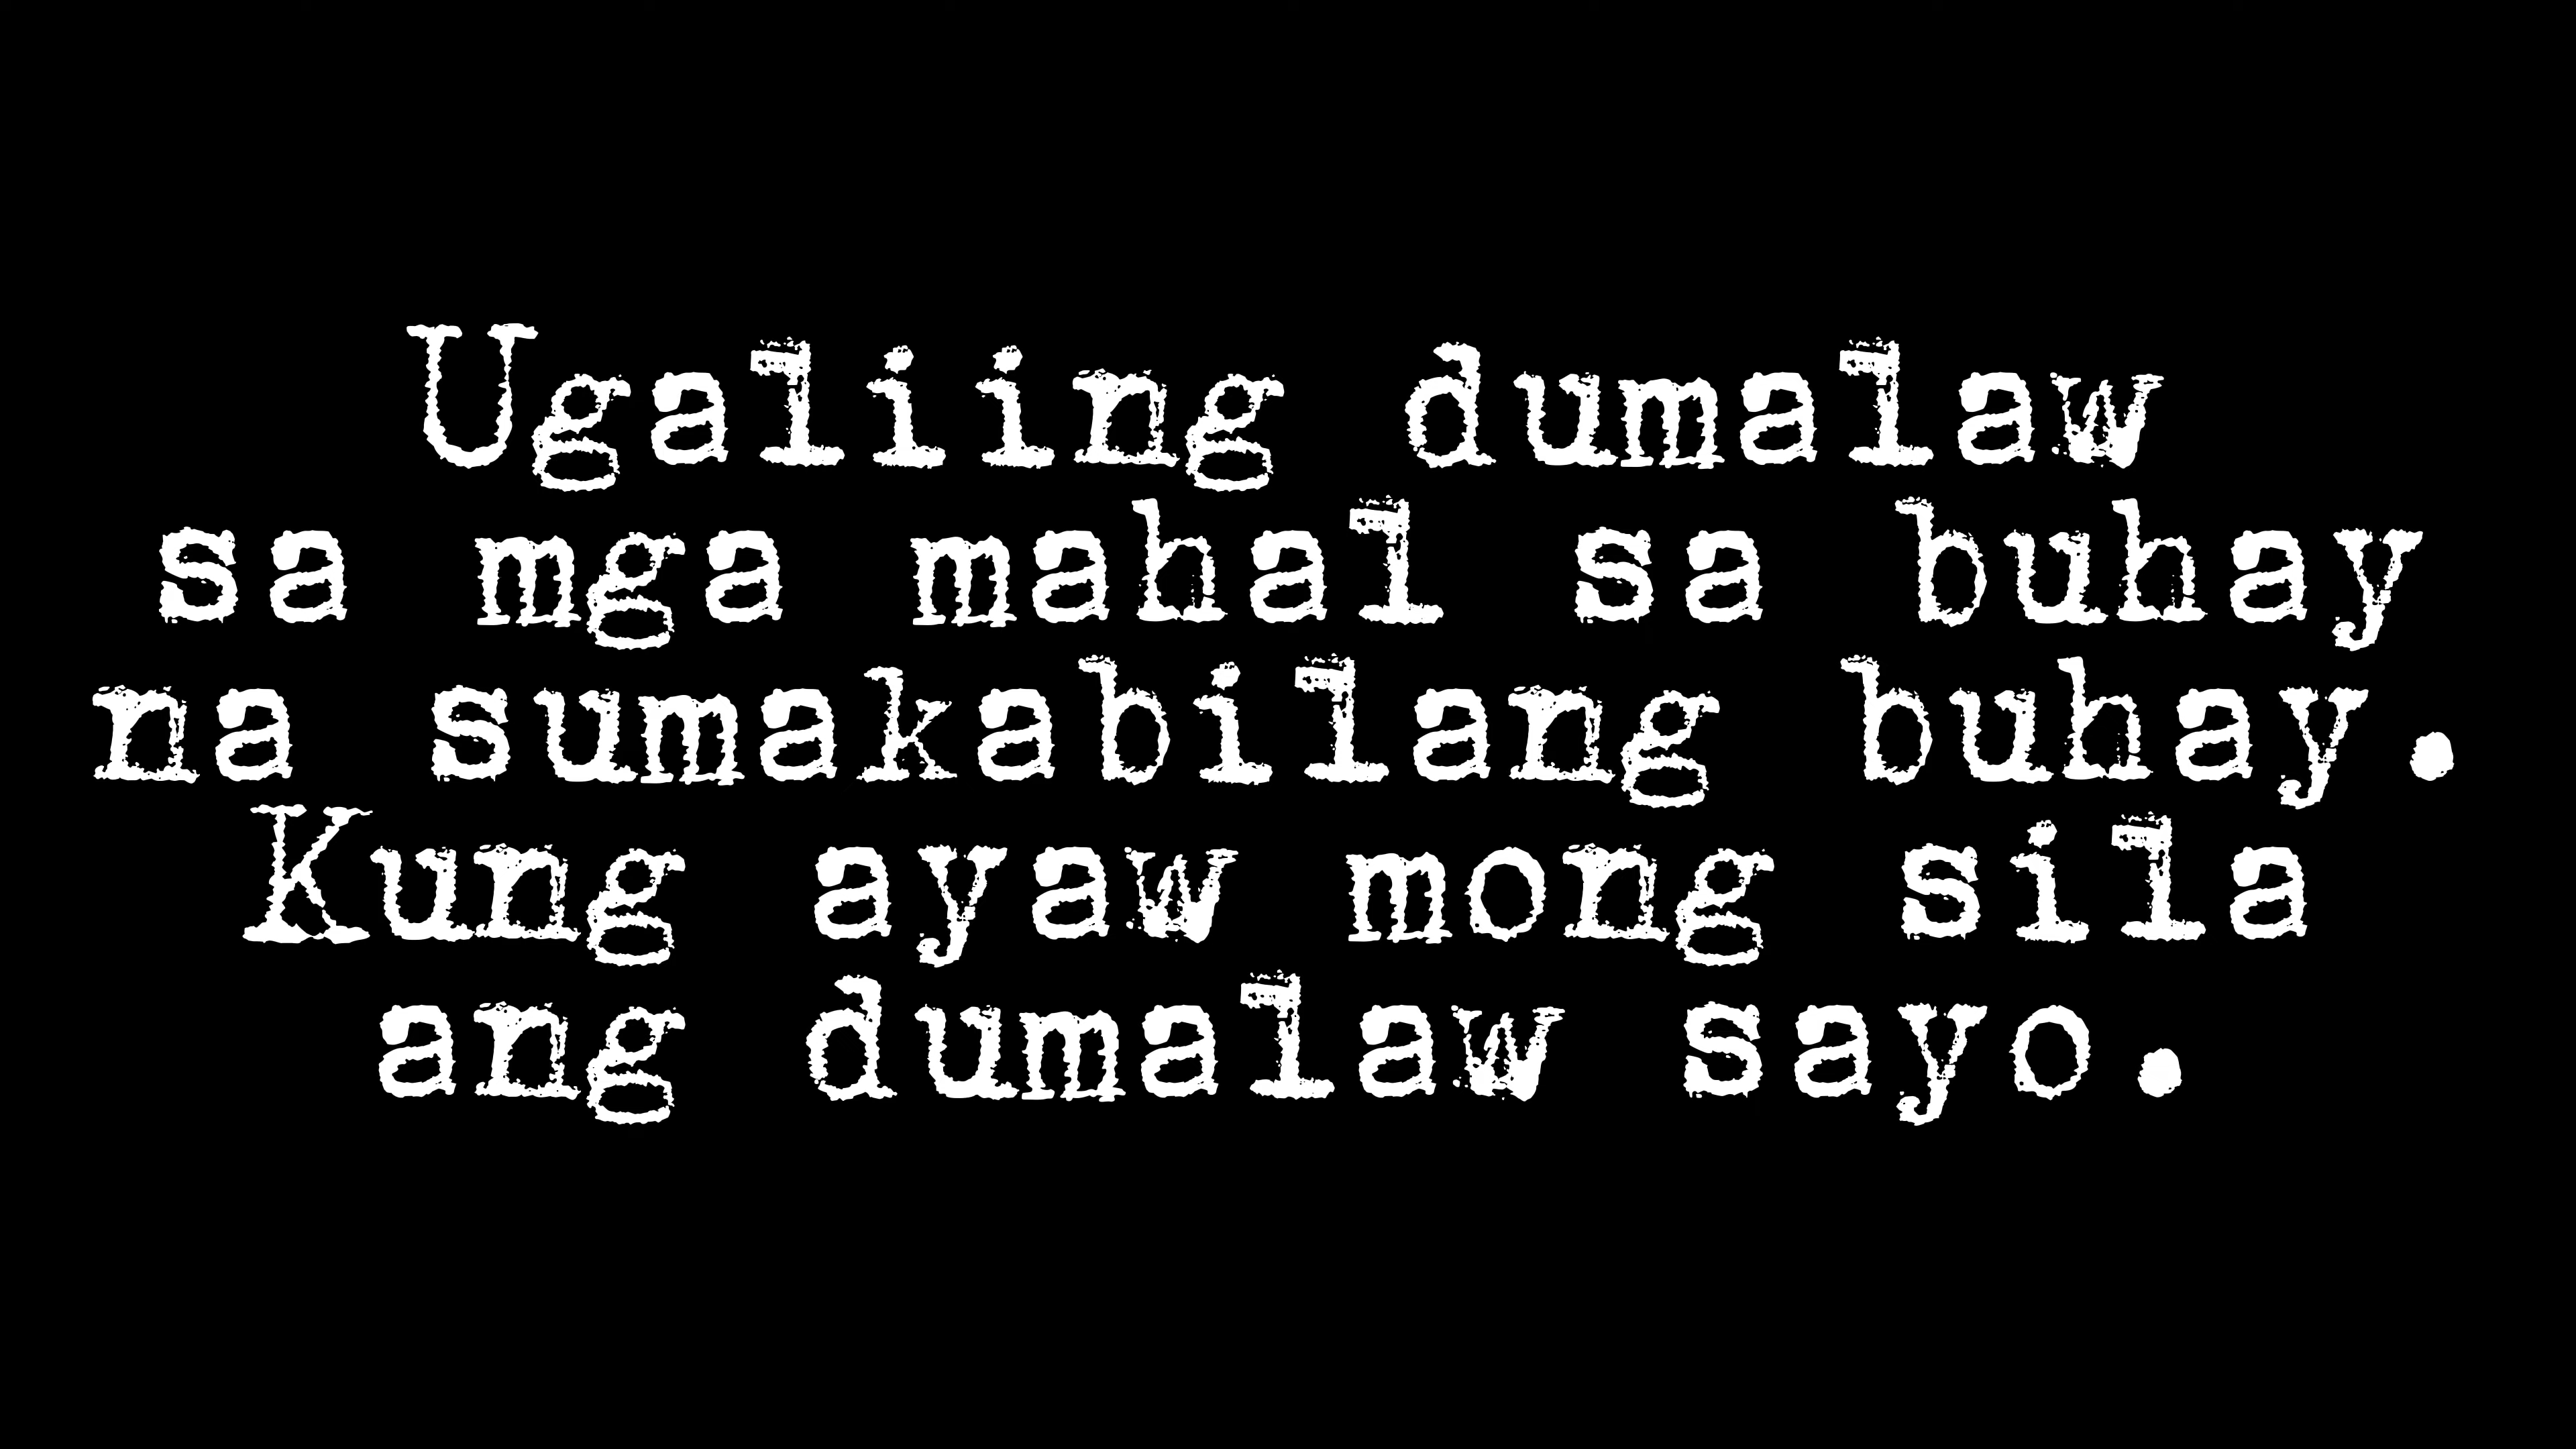 Ugaliing dumalaw
sa mga mahal sa buhay
na sumakabilang buhay.
Kung ayaw mong sila
ang dumalaw sayo.